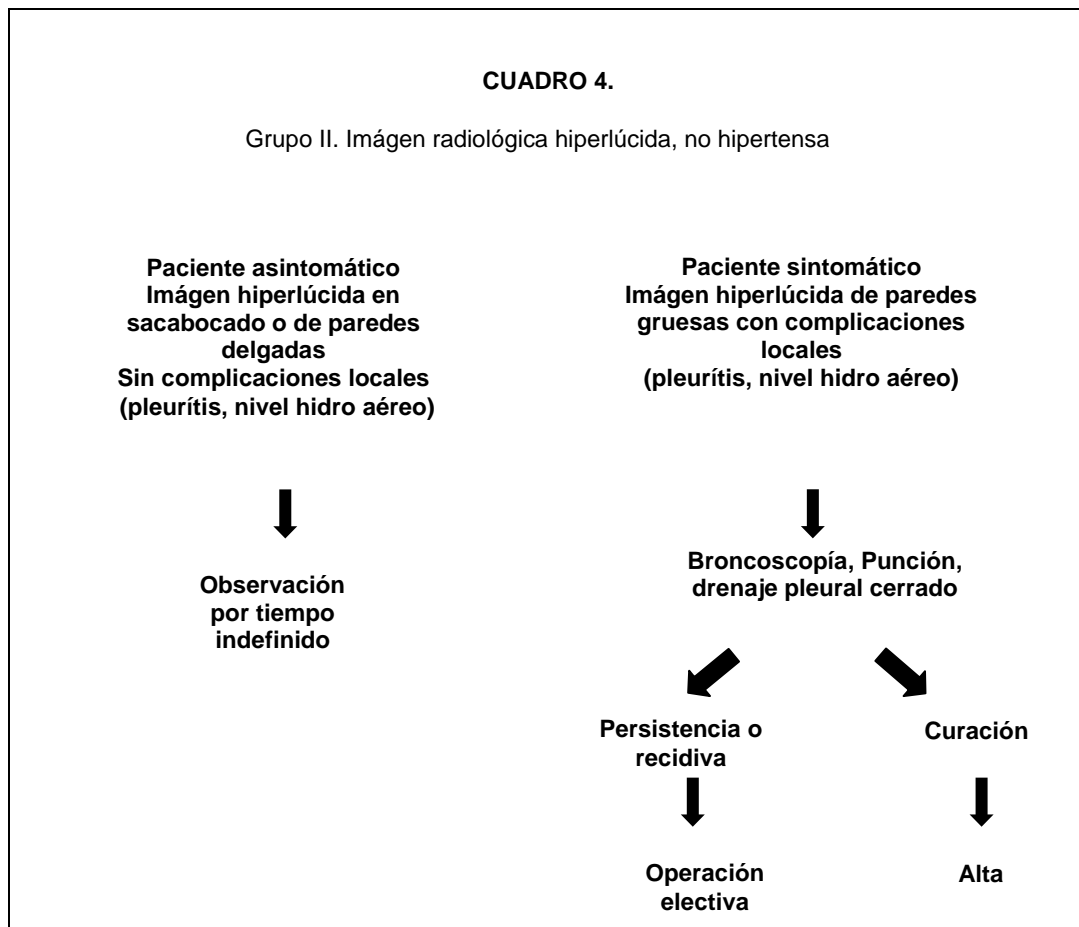 CUADRO 4.
Grupo II. Imágen radiológica hiperlúcida, no hipertensa
Paciente asintomático
Imágen hiperlúcida en
sacabocado o de paredes
delgadas
Sin complicaciones locales
(pleurítis, nivel hidro aéreo)
Observación
por tiempo
indefinido
Paciente sintomático
Imágen hiperlúcida de paredes
gruesas con complicaciones
locales
(pleurítis, nivel hidro aéreo)
Broncoscopía, Punción,
drenaje pleural cerrado
Persistencia o
recidiva
Operación
electiva
Curación
Alta